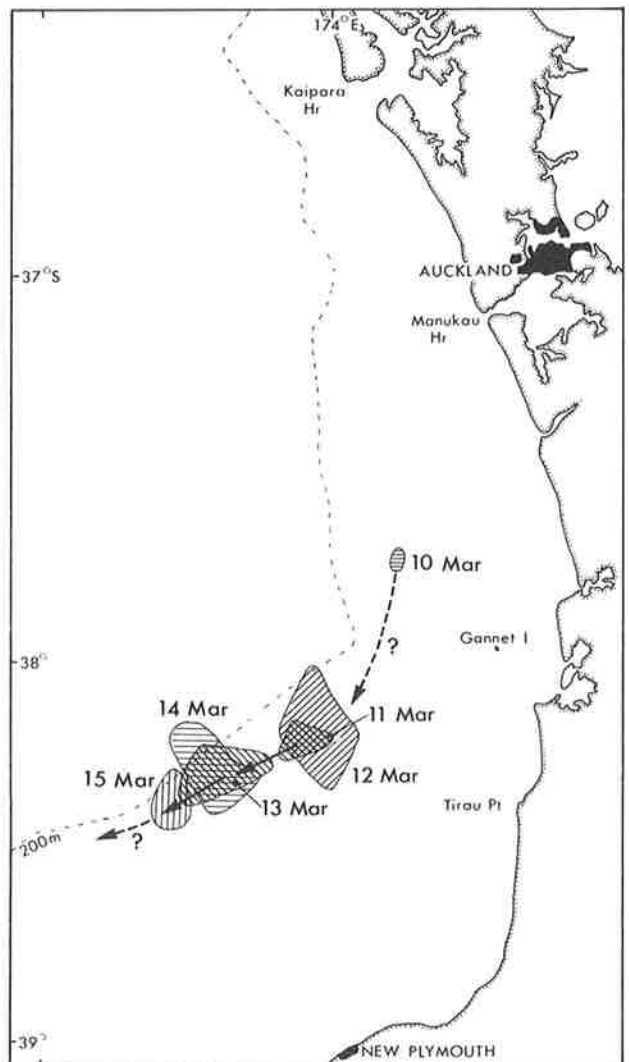 174°E
Kaipara
Hr
37°S
AUCKLAND
Manukau
Hr
10 Mar
?
Gannet I
38°
14 Mar
11 Mar
15 Mar
12 Mar
13 Mar
Tirau Pt
?
200m
39°
NEW PLYMOUTH